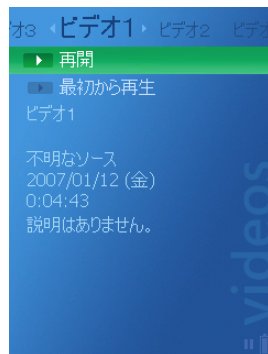 オ3 ビデオ1 ビデオ2 ビデ
再開
最初から再生
ビデオ1
不明なソース
2007/01/12 (金)
0:04:43
説明はありません。
videos